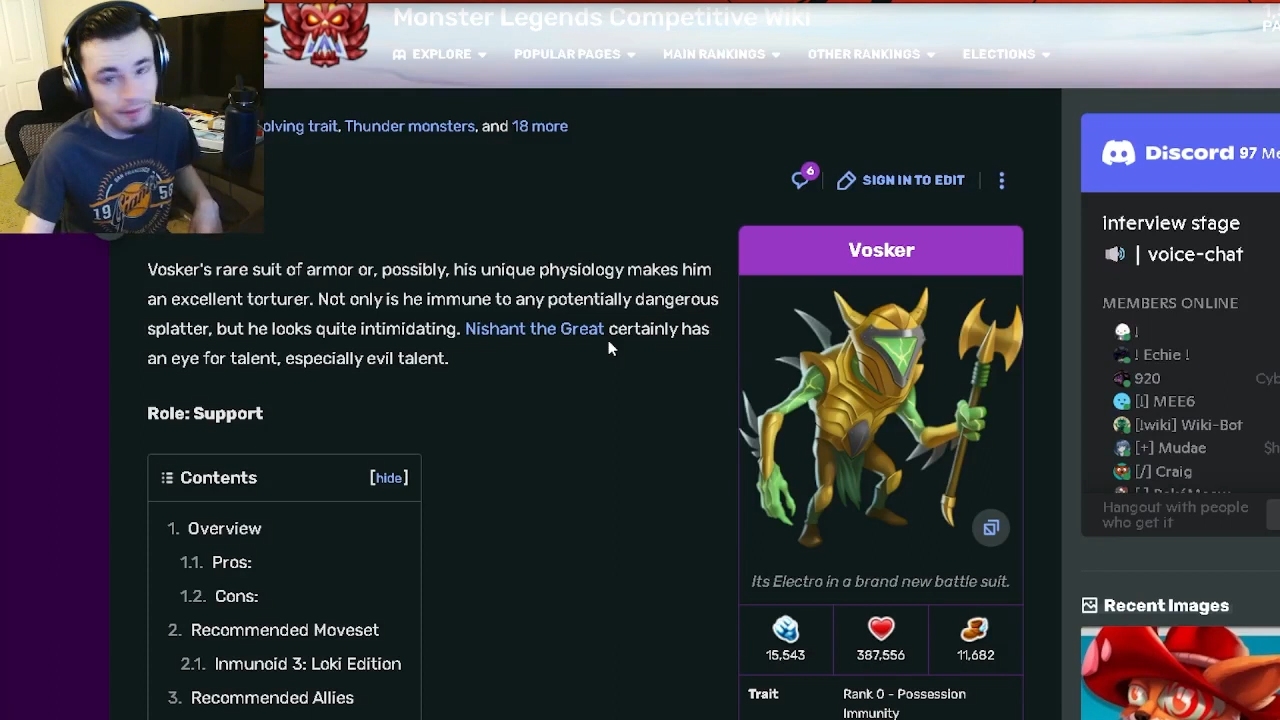 Monster Legends Competitive Wiki
EXPLORE POPULAR PAGES MAIN RANKINGS OTHER RANKINGS ELECTIONS
olving trait, Thunder monsters, and 18 more
6 SIGN IN TO EDIT
Vosker's rare suit of armor or, possibly, his unique physiology makes him
an excellent torturer. Not only is he immune to any potentially dangerous
splatter, but he looks quite intimidating. Nishant the Great certainly has
an eye for talent, especially evil talent.
Role: Support
Contents [hide]
1. Overview
1.1. Pros:
1.2. Cons:
2. Recommended Moveset
2.1. Inmunoid 3: Loki Edition
3. Recommended Allies
Vosker
Its Electro in a brand new battle suit.
15,543 387,556 11,682
Trait Rank 0 - Possession
Immunity
Discord 97 Me
interview stage
| voice-chat
MEMBERS ONLINE
!
! Echie !
920 Cyb
[!] MEE6
[!wiki] Wiki-Bot
[+] Mudae $h
[/] Craig
Hangout with people
who get it
Recent Images
SAN FRANCISCO
1958